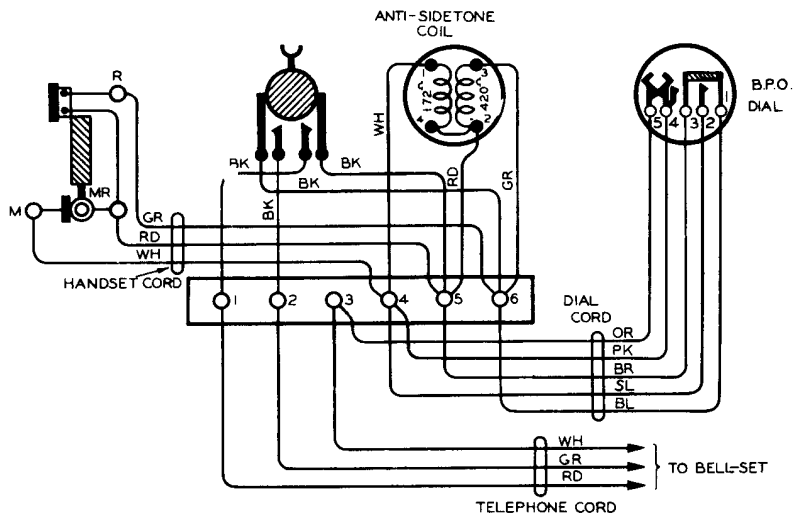 ANTI-SIDETONE
COIL
R
1
3
172
420
4
2
WH
RD
GR
B.P.O.
DIAL
5 4 3 2 1
BK
BK
BK
BK
M
MR
GR
RD
WH
HANDSET CORD
1 2 3 4 5 6
DIAL
CORD
OR
PK
BR
SL
BL
WH
GR
RD
TO BELL-SET
TELEPHONE CORD